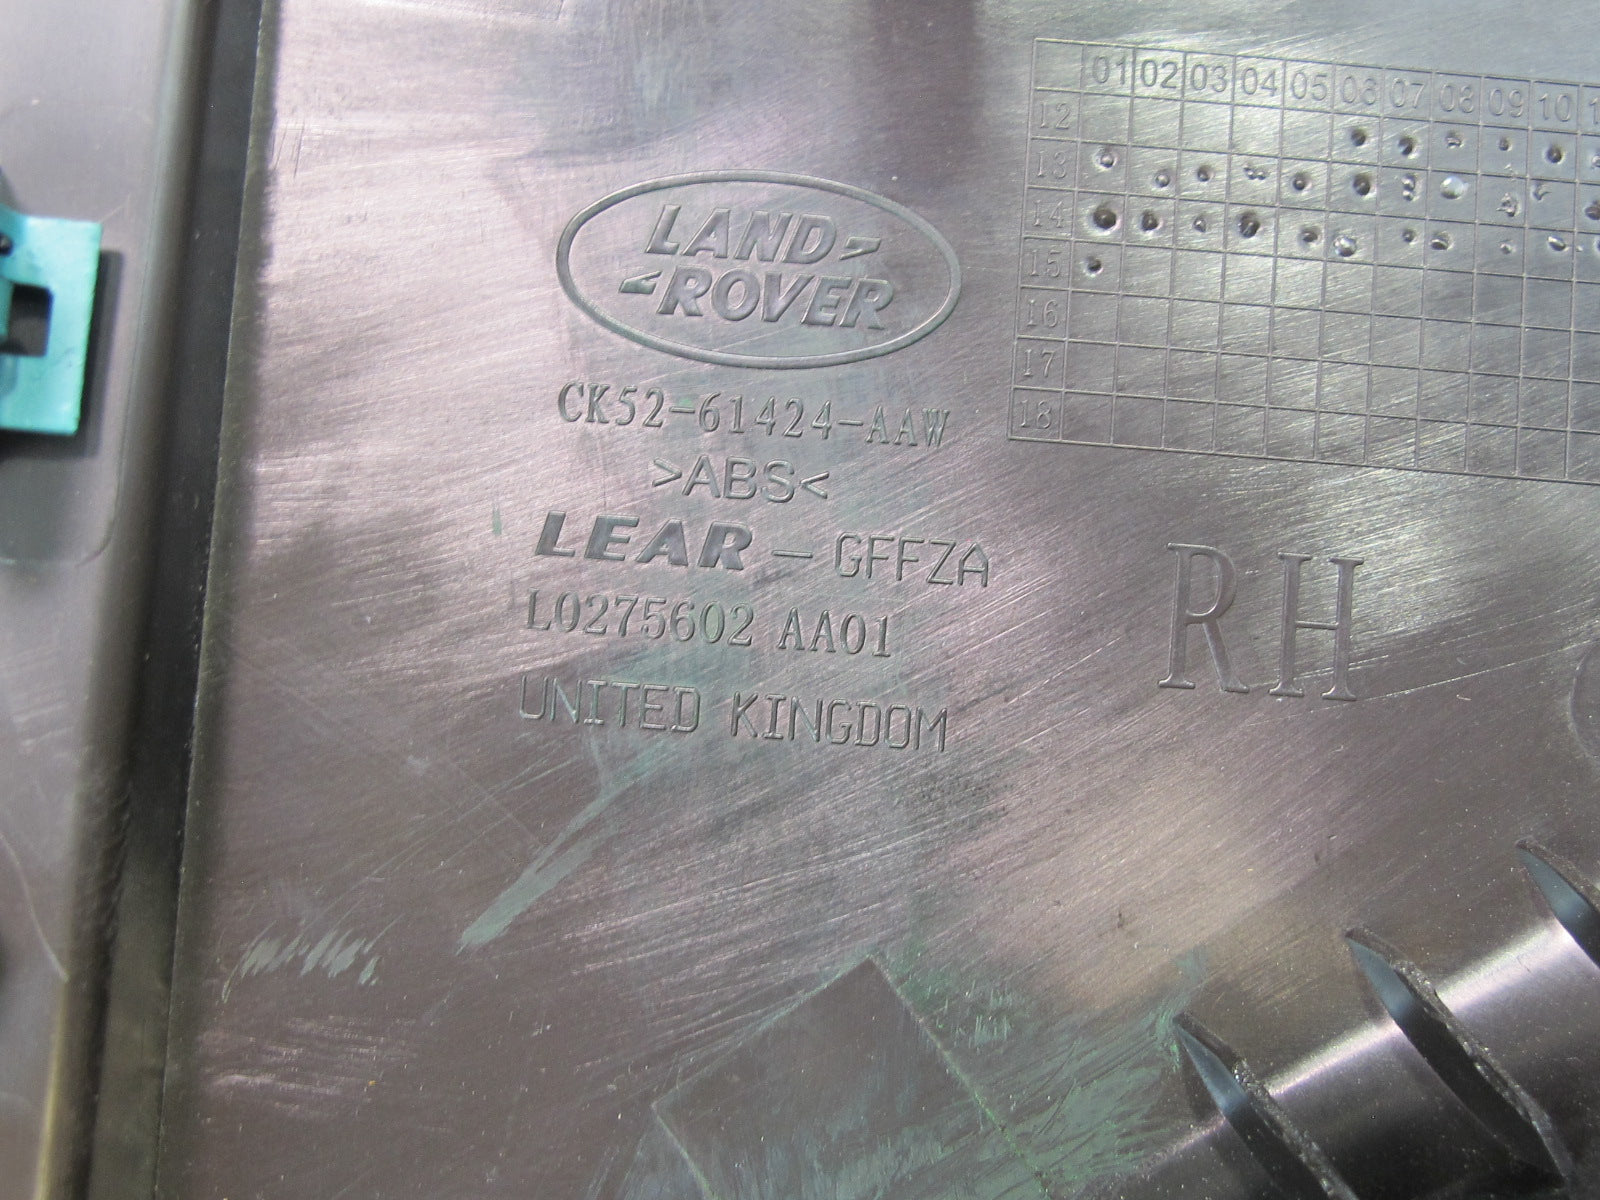 LAND-
-ROVER
CK52-61424-AAW
>ABS<
LEAR - GFFZA
L0275602 AA01
UNITED KINGDOM
01 02 03 04 05 06 07 08 09 10
12
13
14
15
16
17
18
RH